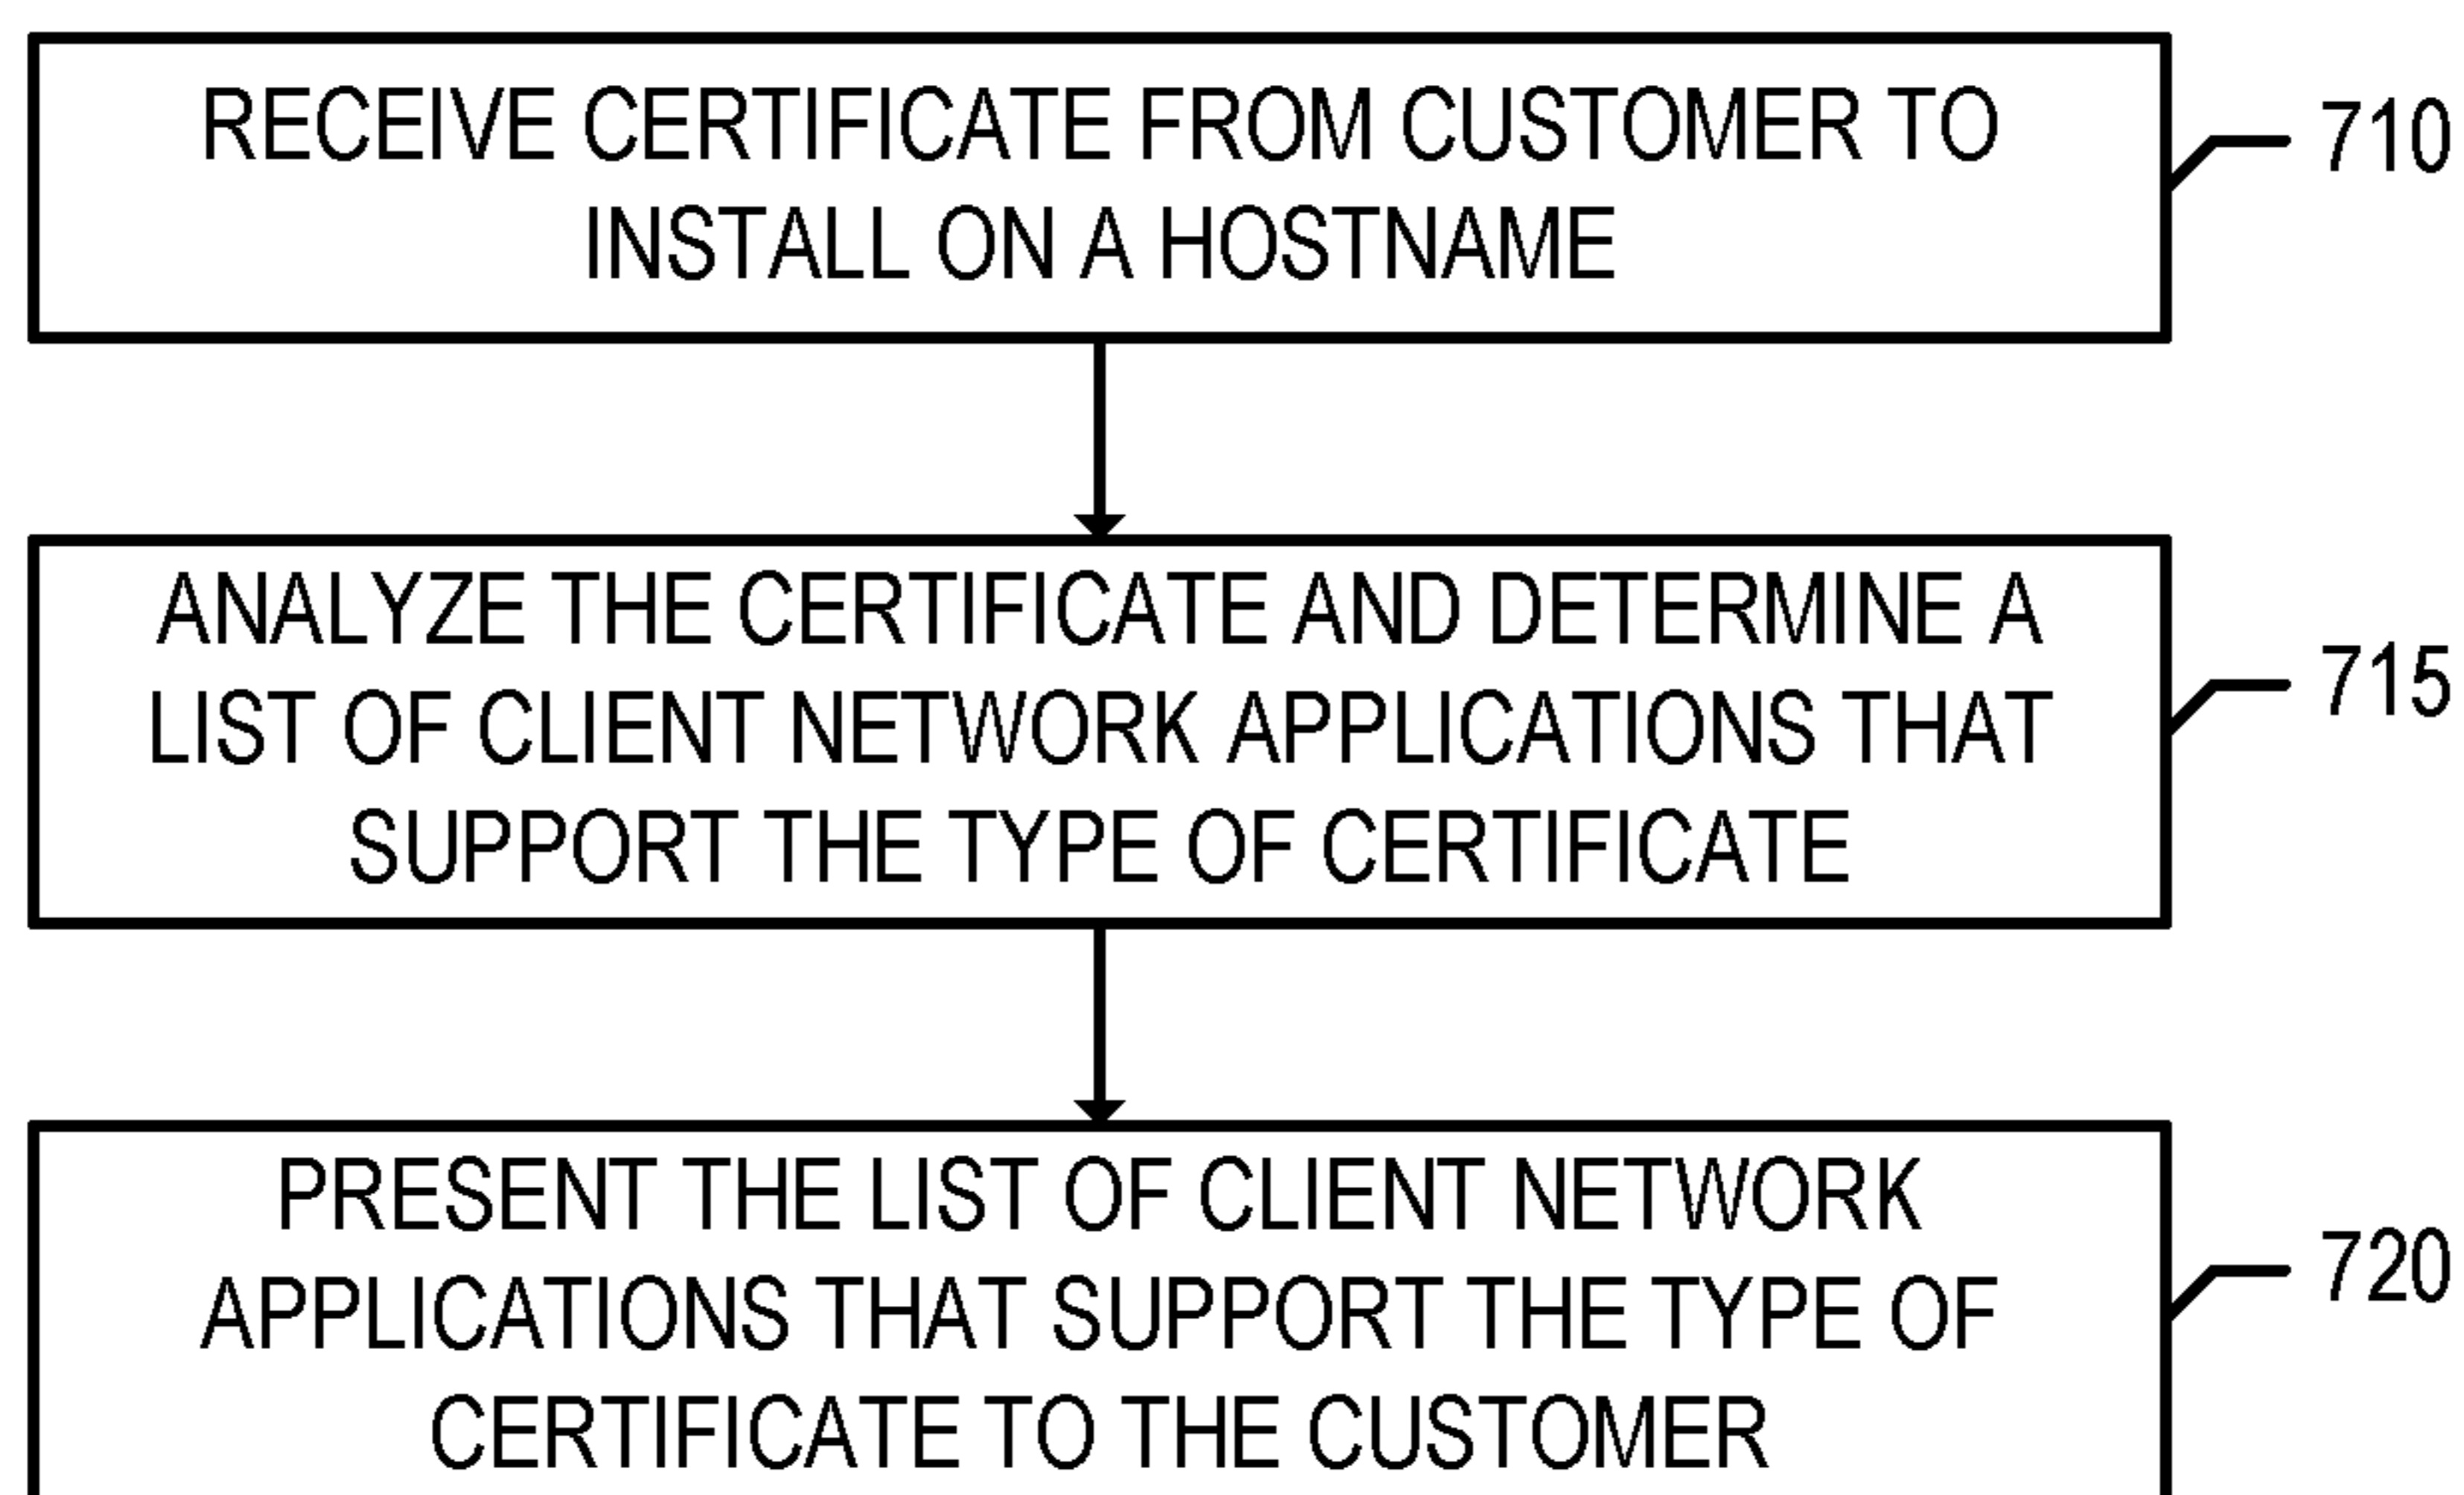 RECEIVE CERTIFICATE FROM CUSTOMER TO
INSTALL ON A HOSTNAME
710
ANALYZE THE CERTIFICATE AND DETERMINE A
LIST OF CLIENT NETWORK APPLICATIONS THAT
SUPPORT THE TYPE OF CERTIFICATE
715
PRESENT THE LIST OF CLIENT NETWORK
APPLICATIONS THAT SUPPORT THE TYPE OF
CERTIFICATE TO THE CUSTOMER
720